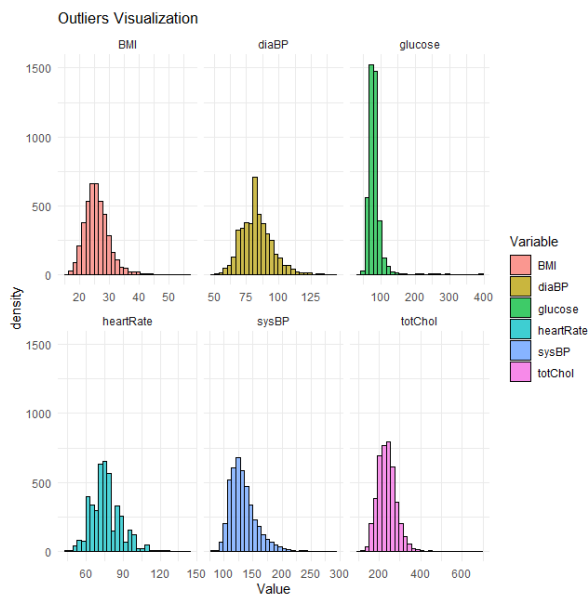 Outliers Visualization
BMI
diaBP
glucose
1500
1000
500
0
20 30 40 50
50 75 100 125
100 200 300 400
density
heartRate
sysBP
totChol
1500
1000
500
0
60 90 120 150
100 150 200 250 300
200 400 600
Value
Variable
BMI
diaBP
glucose
heartRate
sysBP
totChol